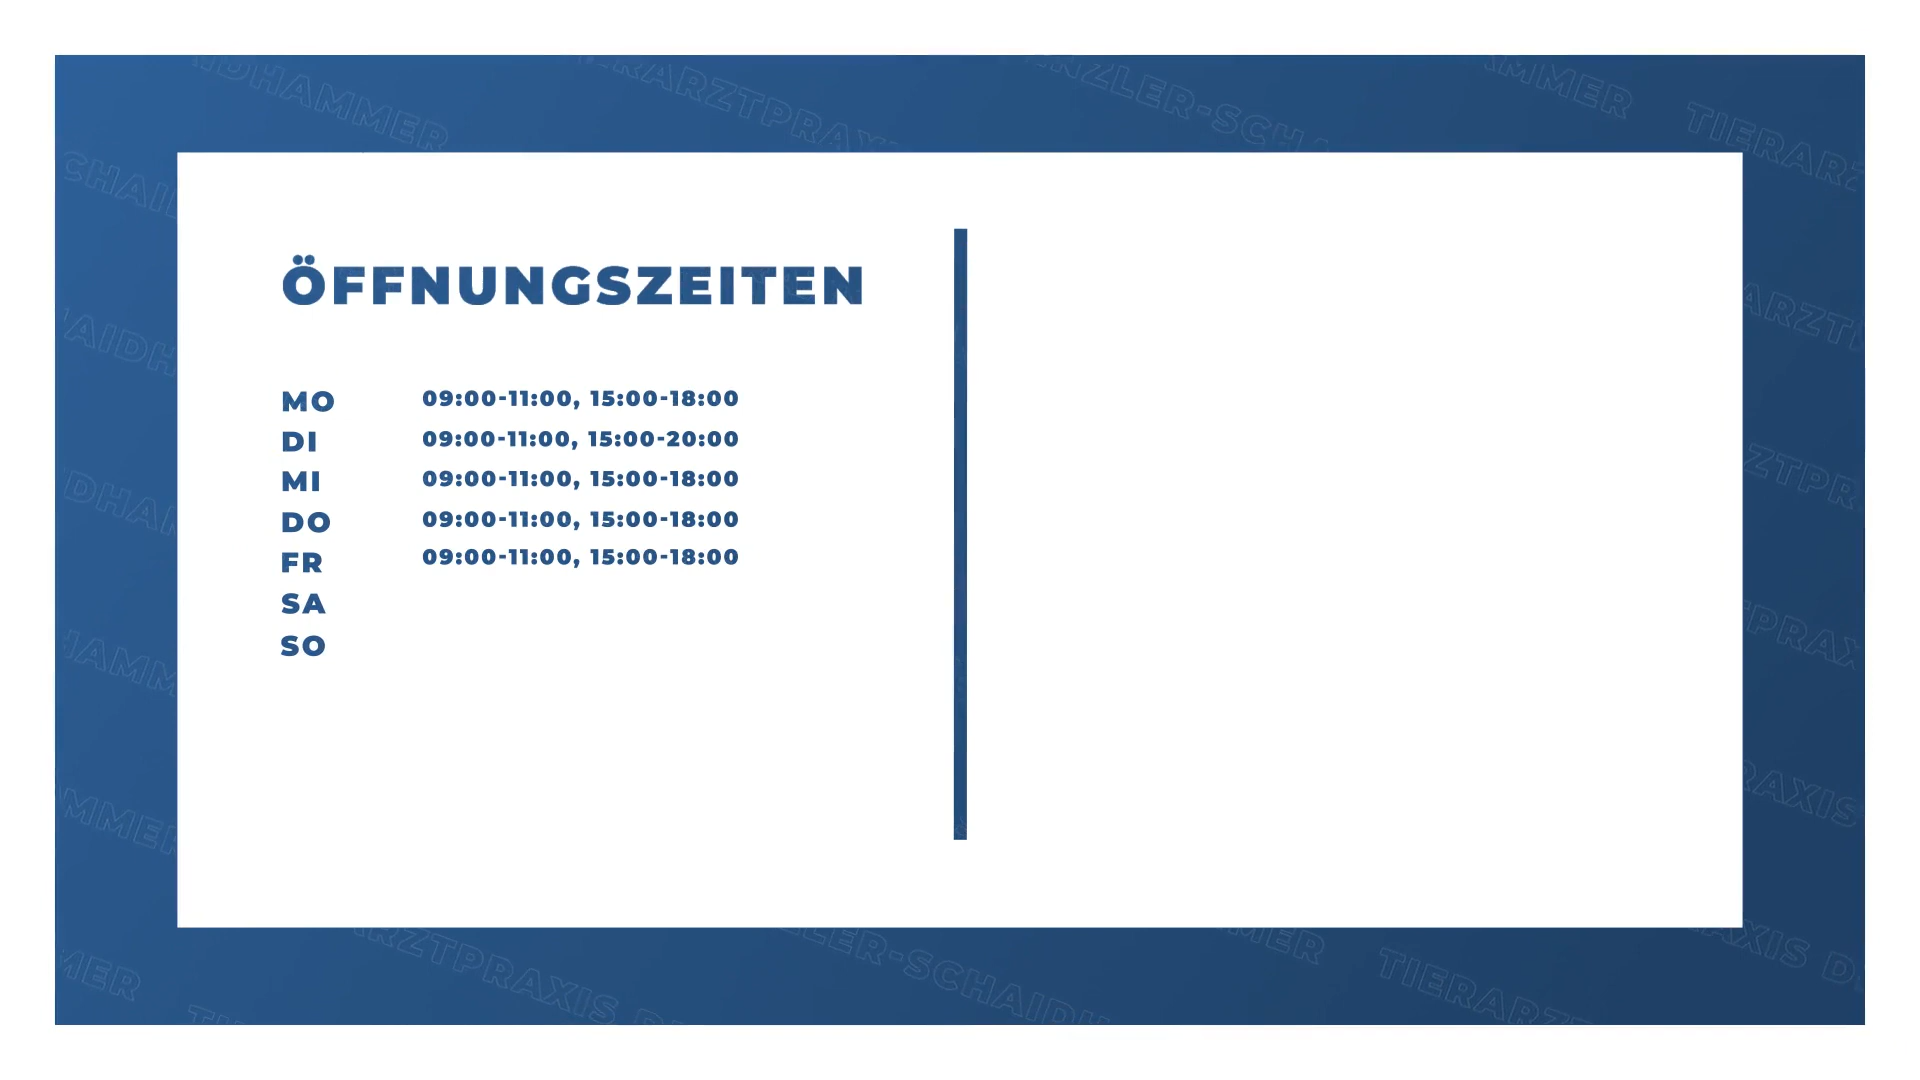 ÖFFNUNGSZEITEN
MO 09:00-11:00, 15:00-18:00
DI 09:00-11:00, 15:00-20:00
MI 09:00-11:00, 15:00-18:00
DO 09:00-11:00, 15:00-18:00
FR 09:00-11:00, 15:00-18:00
SA
SO